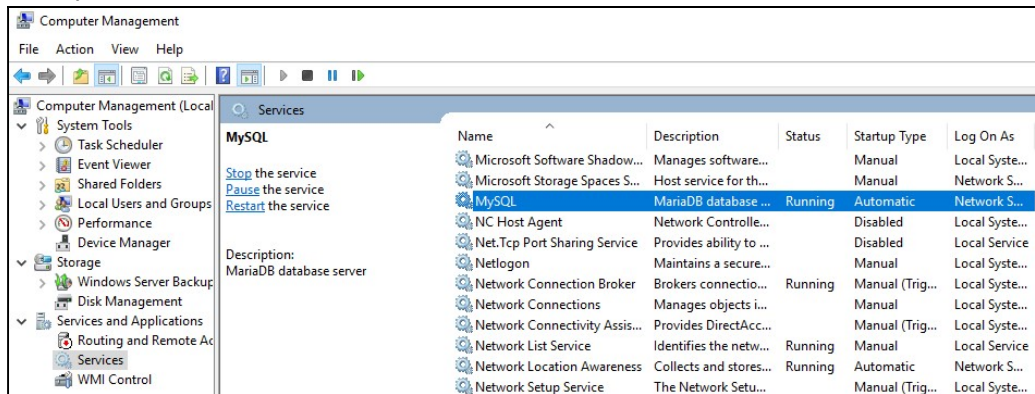 Computer Management
File Action View Help
Computer Management (Local
System Tools
Task Scheduler
Event Viewer
Shared Folders
Local Users and Groups
Performance
Device Manager
Storage
Windows Server Backup
Disk Management
Services and Applications
Routing and Remote Ac
Services
WMI Control
Services
MySQL
Stop the service
Pause the service
Restart the service
Description:
MariaDB database server
Name Description Status Startup Type Log On As
Microsoft Software Shadow... Manages software... Manual Local Syste...
Microsoft Storage Spaces S... Host service for th... Manual Network S...
MySQL MariaDB database ... Running Automatic Network S...
NC Host Agent Network Controlle... Disabled Local Syste...
Net.Tcp Port Sharing Service Provides ability to ... Disabled Local Service
Netlogon Maintains a secure... Manual Local Syste...
Network Connection Broker Brokers connectio... Running Manual (Trig... Local Syste...
Network Connections Manages objects i... Manual Local Syste...
Network Connectivity Assis... Provides DirectAcc... Manual (Trig... Local Syste...
Network List Service Identifies the netw... Running Manual Local Service
Network Location Awareness Collects and stores... Running Automatic Network S...
Network Setup Service The Network Setu... Manual (Trig... Local Syste...